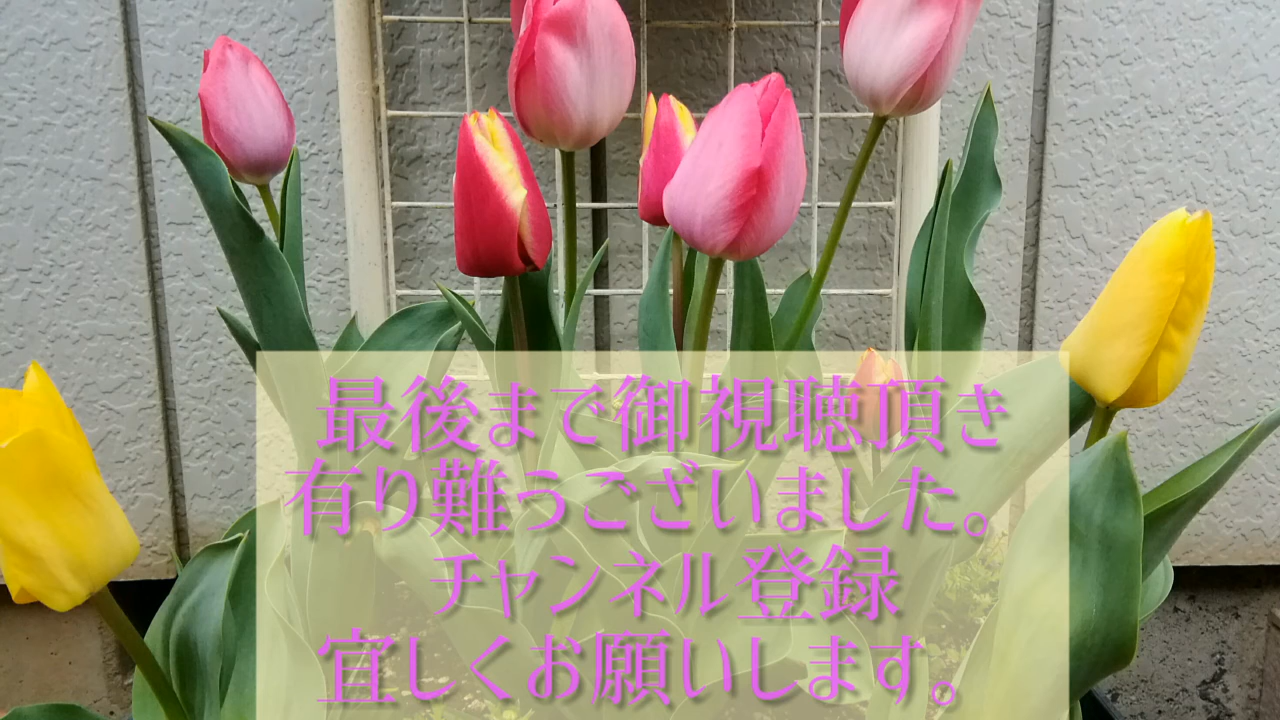 最後まで御視聴頂き
有り難うございました。
チャンネル登録
宜しくお願いします。